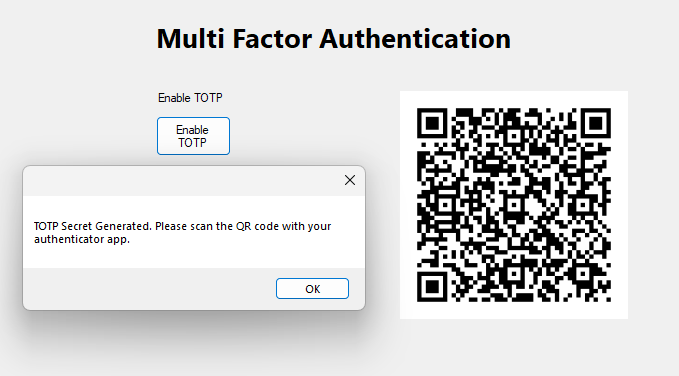 Multi Factor Authentication
Enable TOTP
Enable
TOTP
TOTP Secret Generated. Please scan the QR code with your
authenticator app.
OK